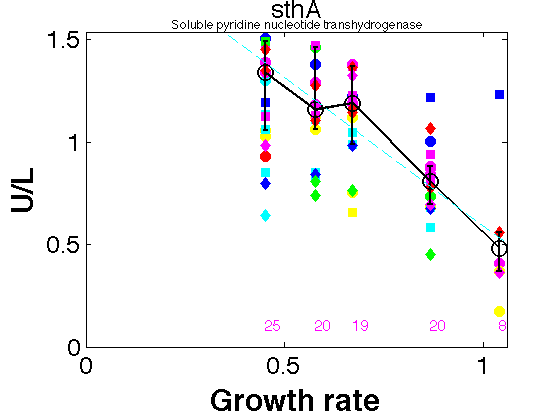 sthA
Soluble pyridine nucleotide transhydrogenase
1.5
1
0.5
0
U/L
25 20 19 20 8
0 0.5 1
Growth rate